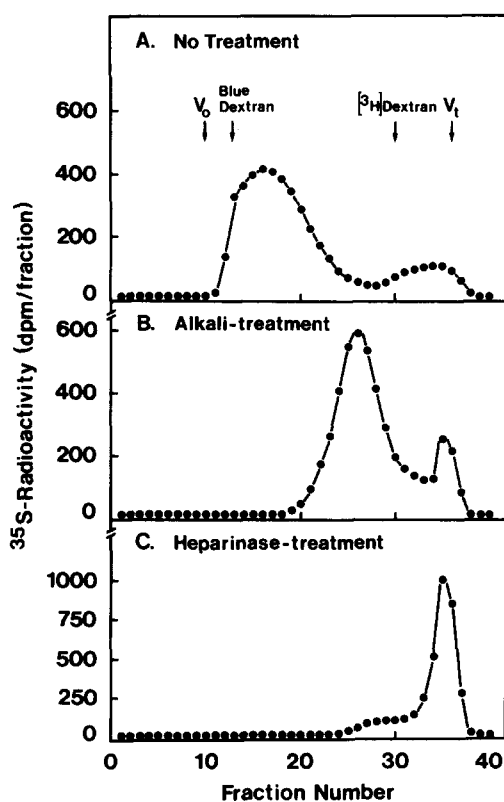 A. No Treatment
Vo Blue Dextran [³H]Dextran Vt
600
400
200
0
B. Alkali-treatment
600
400
200
0
C. Heparinase-treatment
1000
750
500
250
0
0 10 20 30 40
Fraction Number
³⁵S-Radioactivity (dpm/fraction)